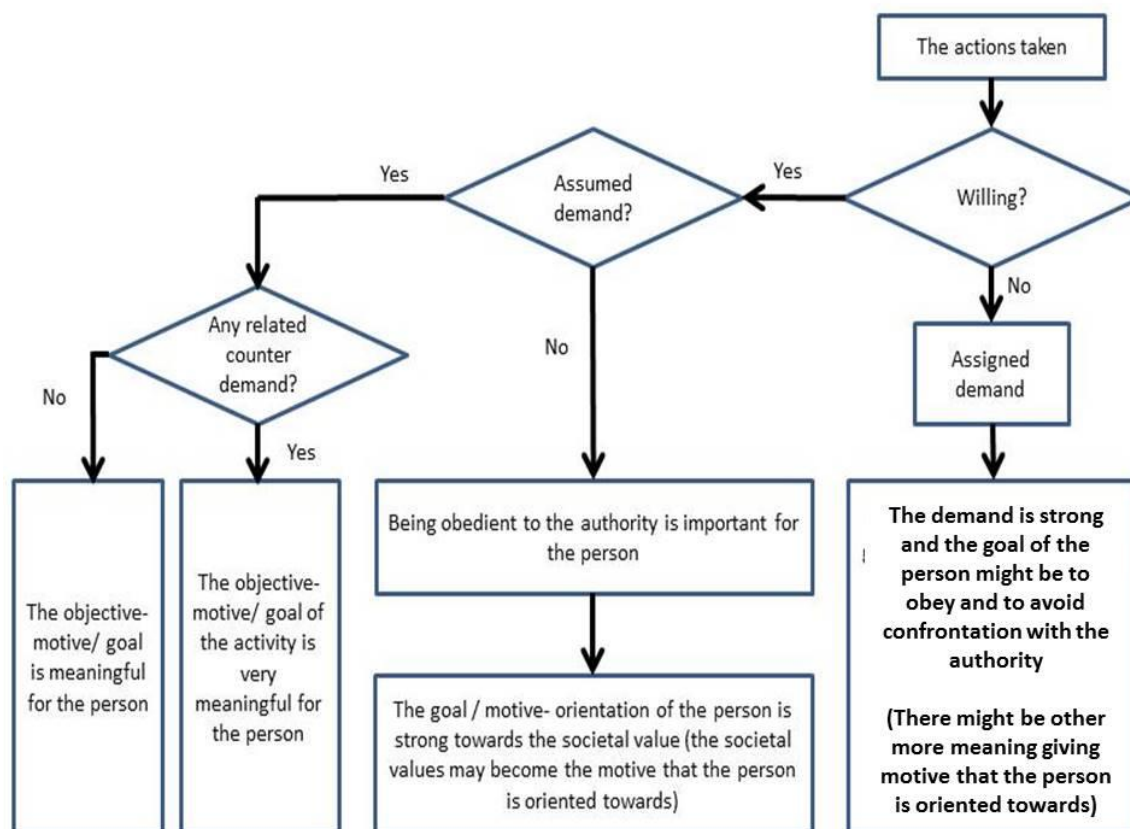 The actions taken
Willing?
Yes
Assumed
demand?
Yes
No
Assigned
demand
No
Any related
counter
demand?
No
Yes
The objective-
motive/ goal
is meaningful
for the person
The objective-
motive/ goal of
the activity is
very
meaningful for
the person
Being obedient to the authority is important for
the person
The goal / motive- orientation of the person is
strong towards the societal value (the societal
values may become the motive that the person
is oriented towards)
The demand is strong
and the goal of the
person might be to
obey and to avoid
confrontation with the
authority
(There might be other
more meaning giving
motive that the person
is oriented towards)